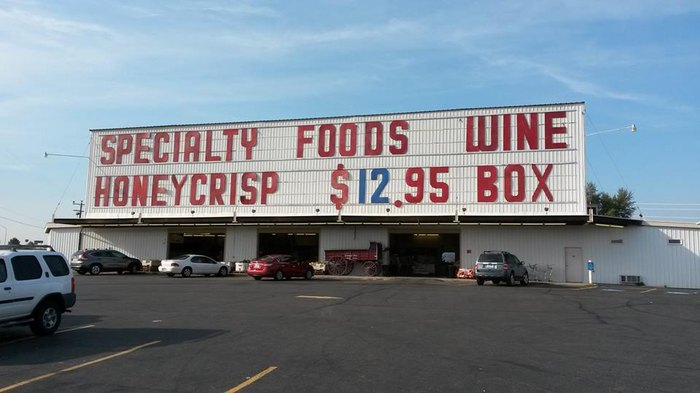 SPECIALTY FOODS WINE
HONEYCRISP $12.95 BOX